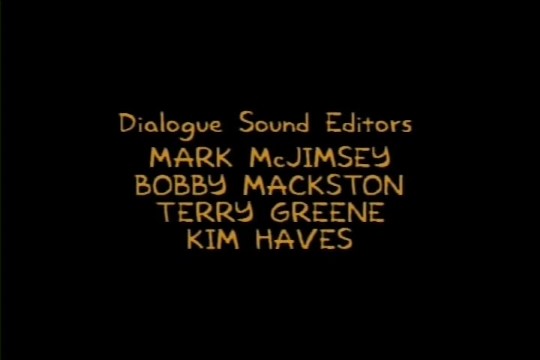 Dialogue Sound Editors
MARK McJIMSEY
BOBBY MACKSTON
TERRY GREENE
KIM HAVES